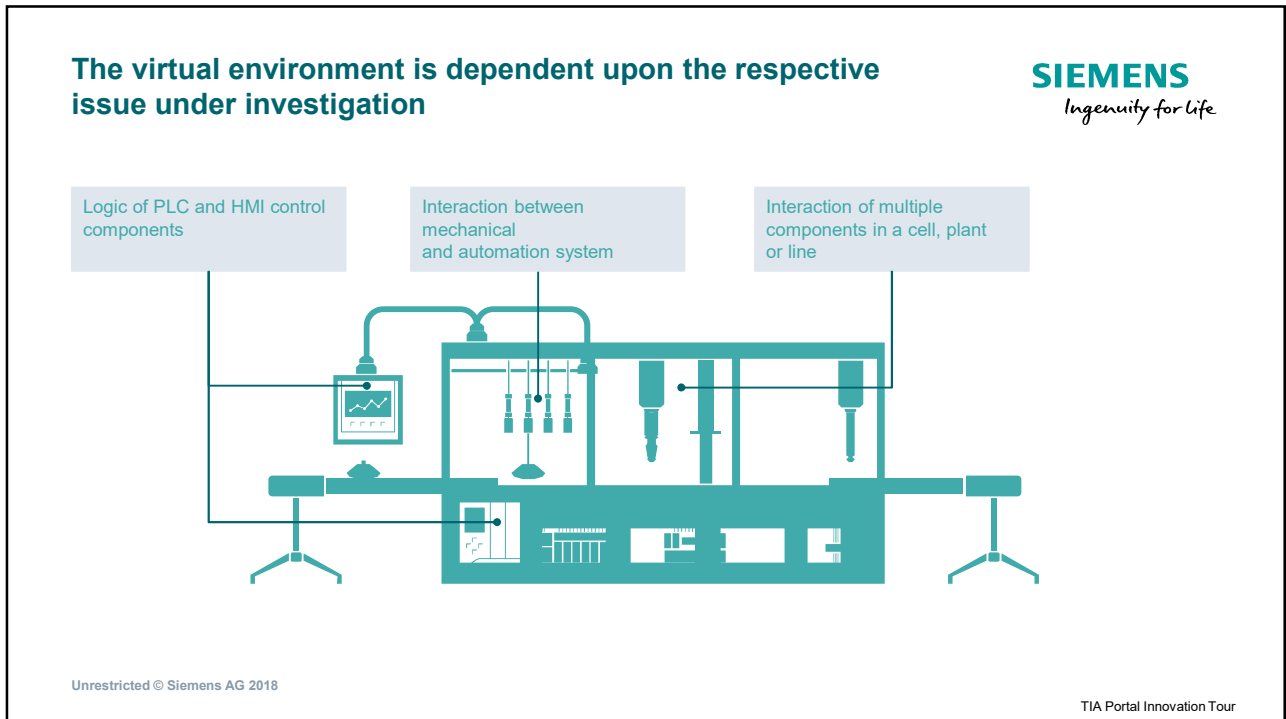 The virtual environment is dependent upon the respective
issue under investigation
SIEMENS
Ingenuity for life
Logic of PLC and HMI control
components
Interaction between
mechanical
and automation system
Interaction of multiple
components in a cell, plant
or line
Unrestricted © Siemens AG 2018
TIA Portal Innovation Tour